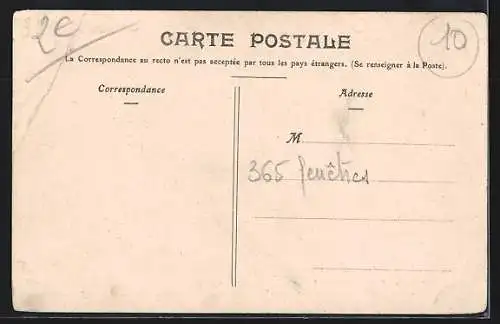 2e
10
CARTE POSTALE
La Correspondance au recto n'est pas acceptée par tous les pays étrangers. (Se renseigner à la Poste).
Correspondance
Adresse
M
365 fenêtres